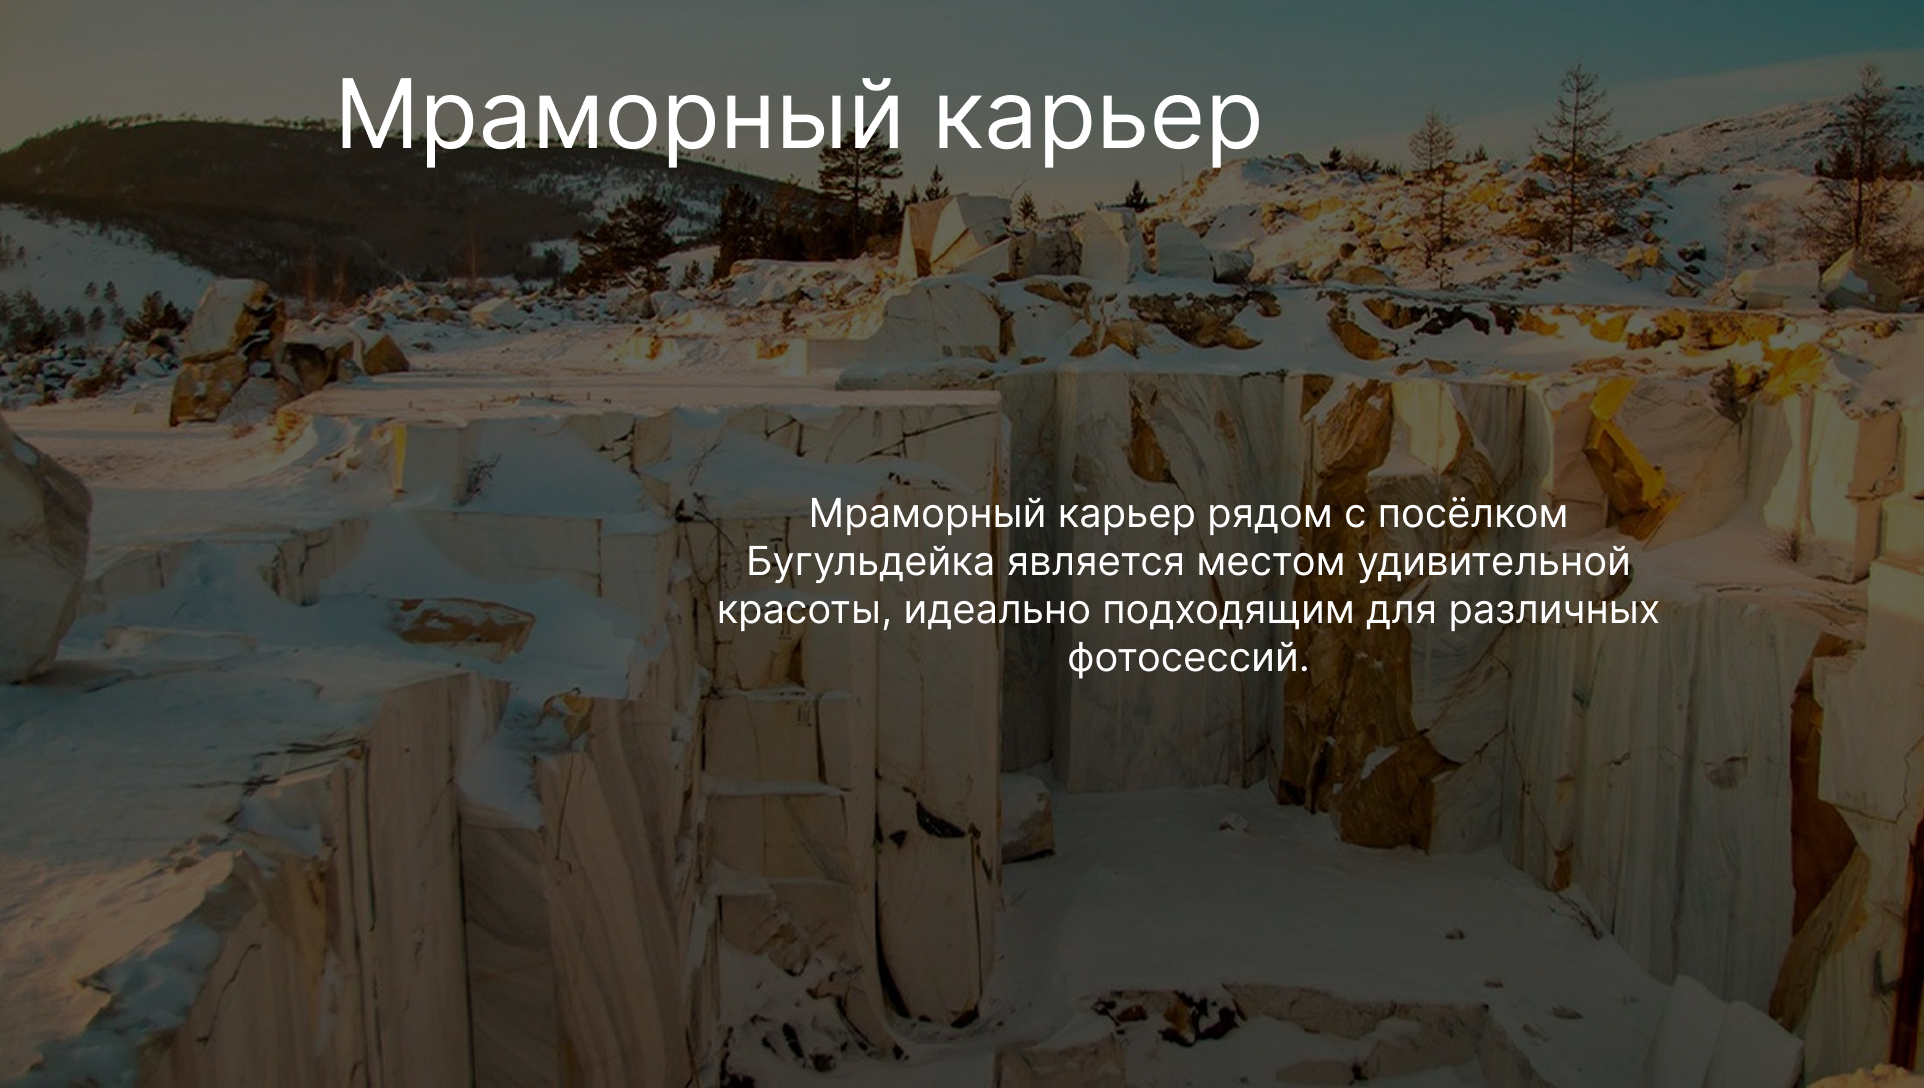 Мраморный карьер
Мраморный карьер рядом с посёлком
Бугульдейка является местом удивительной
красоты, идеально подходящим для различных
фотосессий.